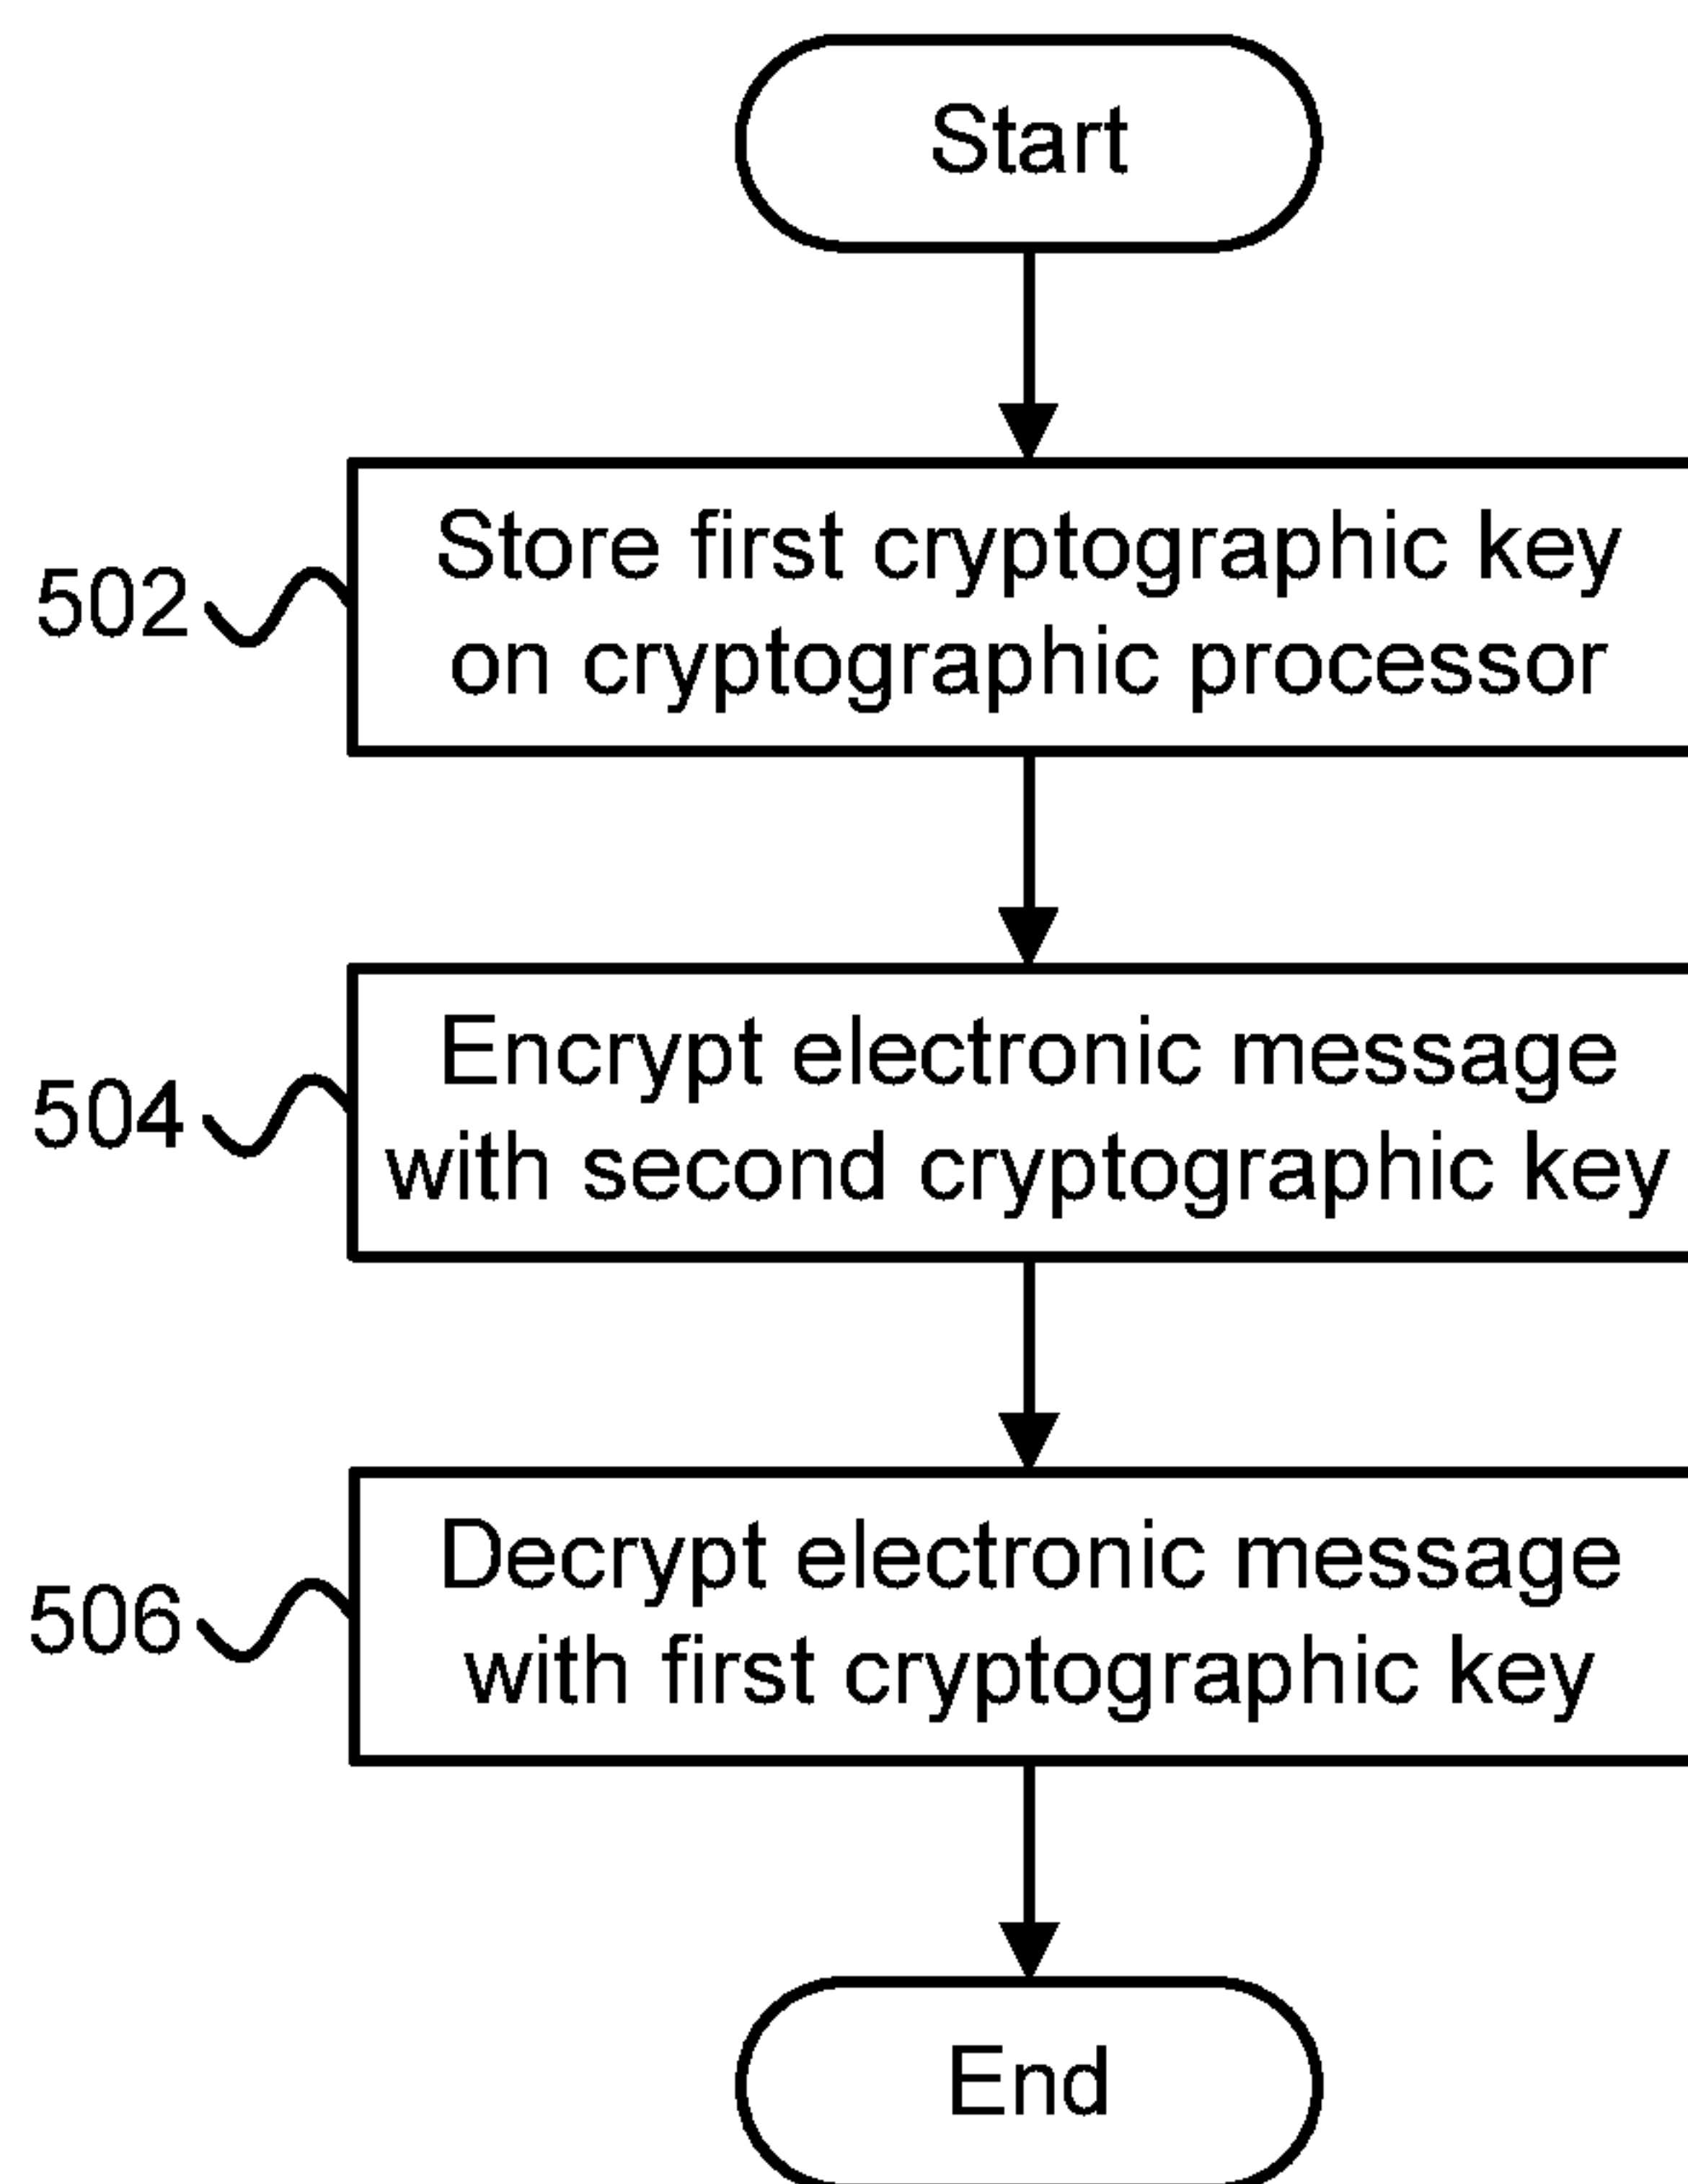 Start
502
Store first cryptographic key
on cryptographic processor
504
Encrypt electronic message
with second cryptographic key
506
Decrypt electronic message
with first cryptographic key
End